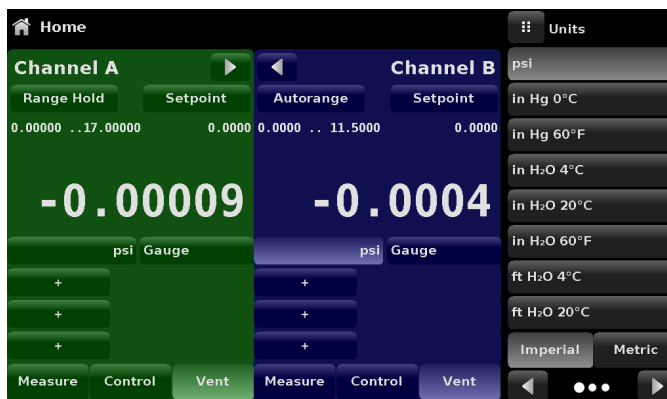 Home
Channel A
Range Hold Setpoint
0.00000 ..17.00000 0.0000
-0.00009
psi Gauge
+
+
+
Measure Control Vent
Channel B
Autorange Setpoint
0.0000 .. 11.5000 0.0000
-0.0004
psi Gauge
+
+
+
Measure Control Vent
Units
psi
in Hg 0°C
in Hg 60°F
in H₂O 4°C
in H₂O 20°C
in H₂O 60°F
ft H₂O 4°C
ft H₂O 20°C
Imperial Metric